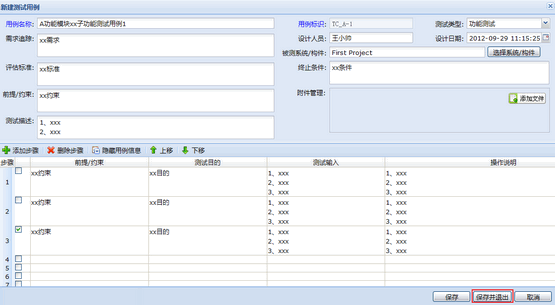 新建测试用例
用例名称: A功能模块xx子功能测试用例1 用例标识: TC_A-1 测试类型: 功能测试
需求追踪: xx需求 设计人员: 王小帅 设计日期: 2012-09-29 11:15:25
被测系统/构件: First Project 选择系统/构件
评估标准: xx标准 终止条件: xx条件
前提/约束: xx约束 附件管理: 添加文件
测试描述: 1、xxx
2、xxx
添加步骤 删除步骤 隐藏用例信息 上移 下移
步骤 前提/约束 测试目的 测试输入 操作说明
1 xx约束 xx目的 1、xxx 1、xxx
2、xxx 2、xxx
3、xxx 3、xxx
2 xx约束 xx目的 1、xxx 1、xxx
2、xxx 2、xxx
3、xxx 3、xxx
3 xx约束 xx目的 1、xxx 1、xxx
2、xxx 2、xxx
3、xxx 3、xxx
4
5
6
7
保存 保存并退出 取消